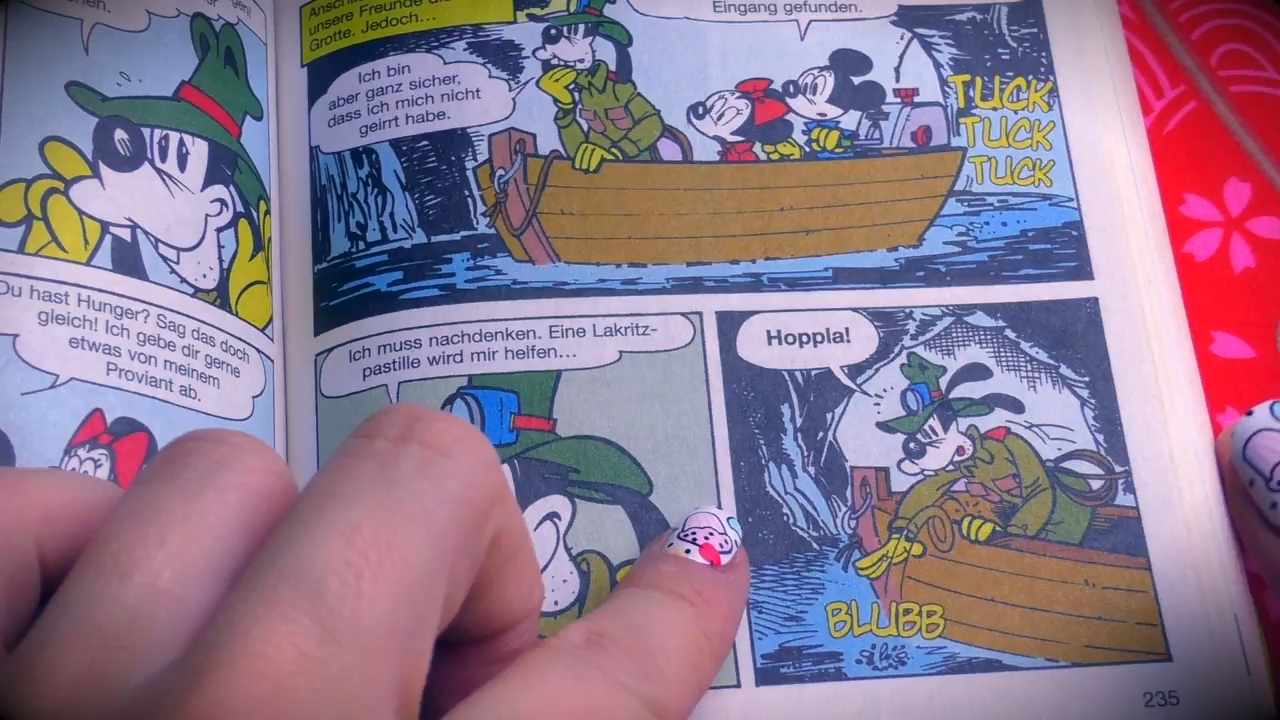 Du hast Hunger? Sag das doch
gleich! Ich gebe dir gerne
etwas von meinem
Proviant ab.
unsere Freunde
Grotte. Jedoch...
Eingang gefunden.
Ich bin
aber ganz sicher,
dass ich mich nicht
geirrt habe.
TUCK
TUCK
TUCK
Ich muss nachdenken. Eine Lakritz-
pastille wird mir helfen...
Hoppla!
BLUBB
235